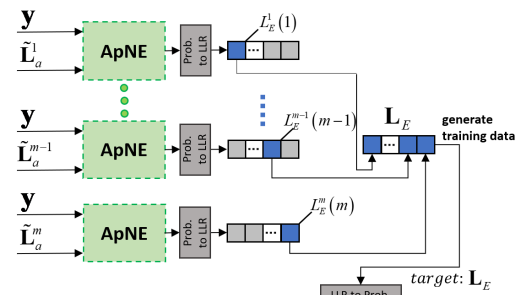 y
L̃_a^1
ApNE
Prob.
to LLR
L_E^1(1)
...
y
L̃_a^{m-1}
ApNE
Prob.
to LLR
L_E^{m-1}(m-1)
...
L_E
generate
training data
...
y
L̃_a^m
ApNE
Prob.
to LLR
L_E^m(m)
...
target: L_E
LLR to Prob.